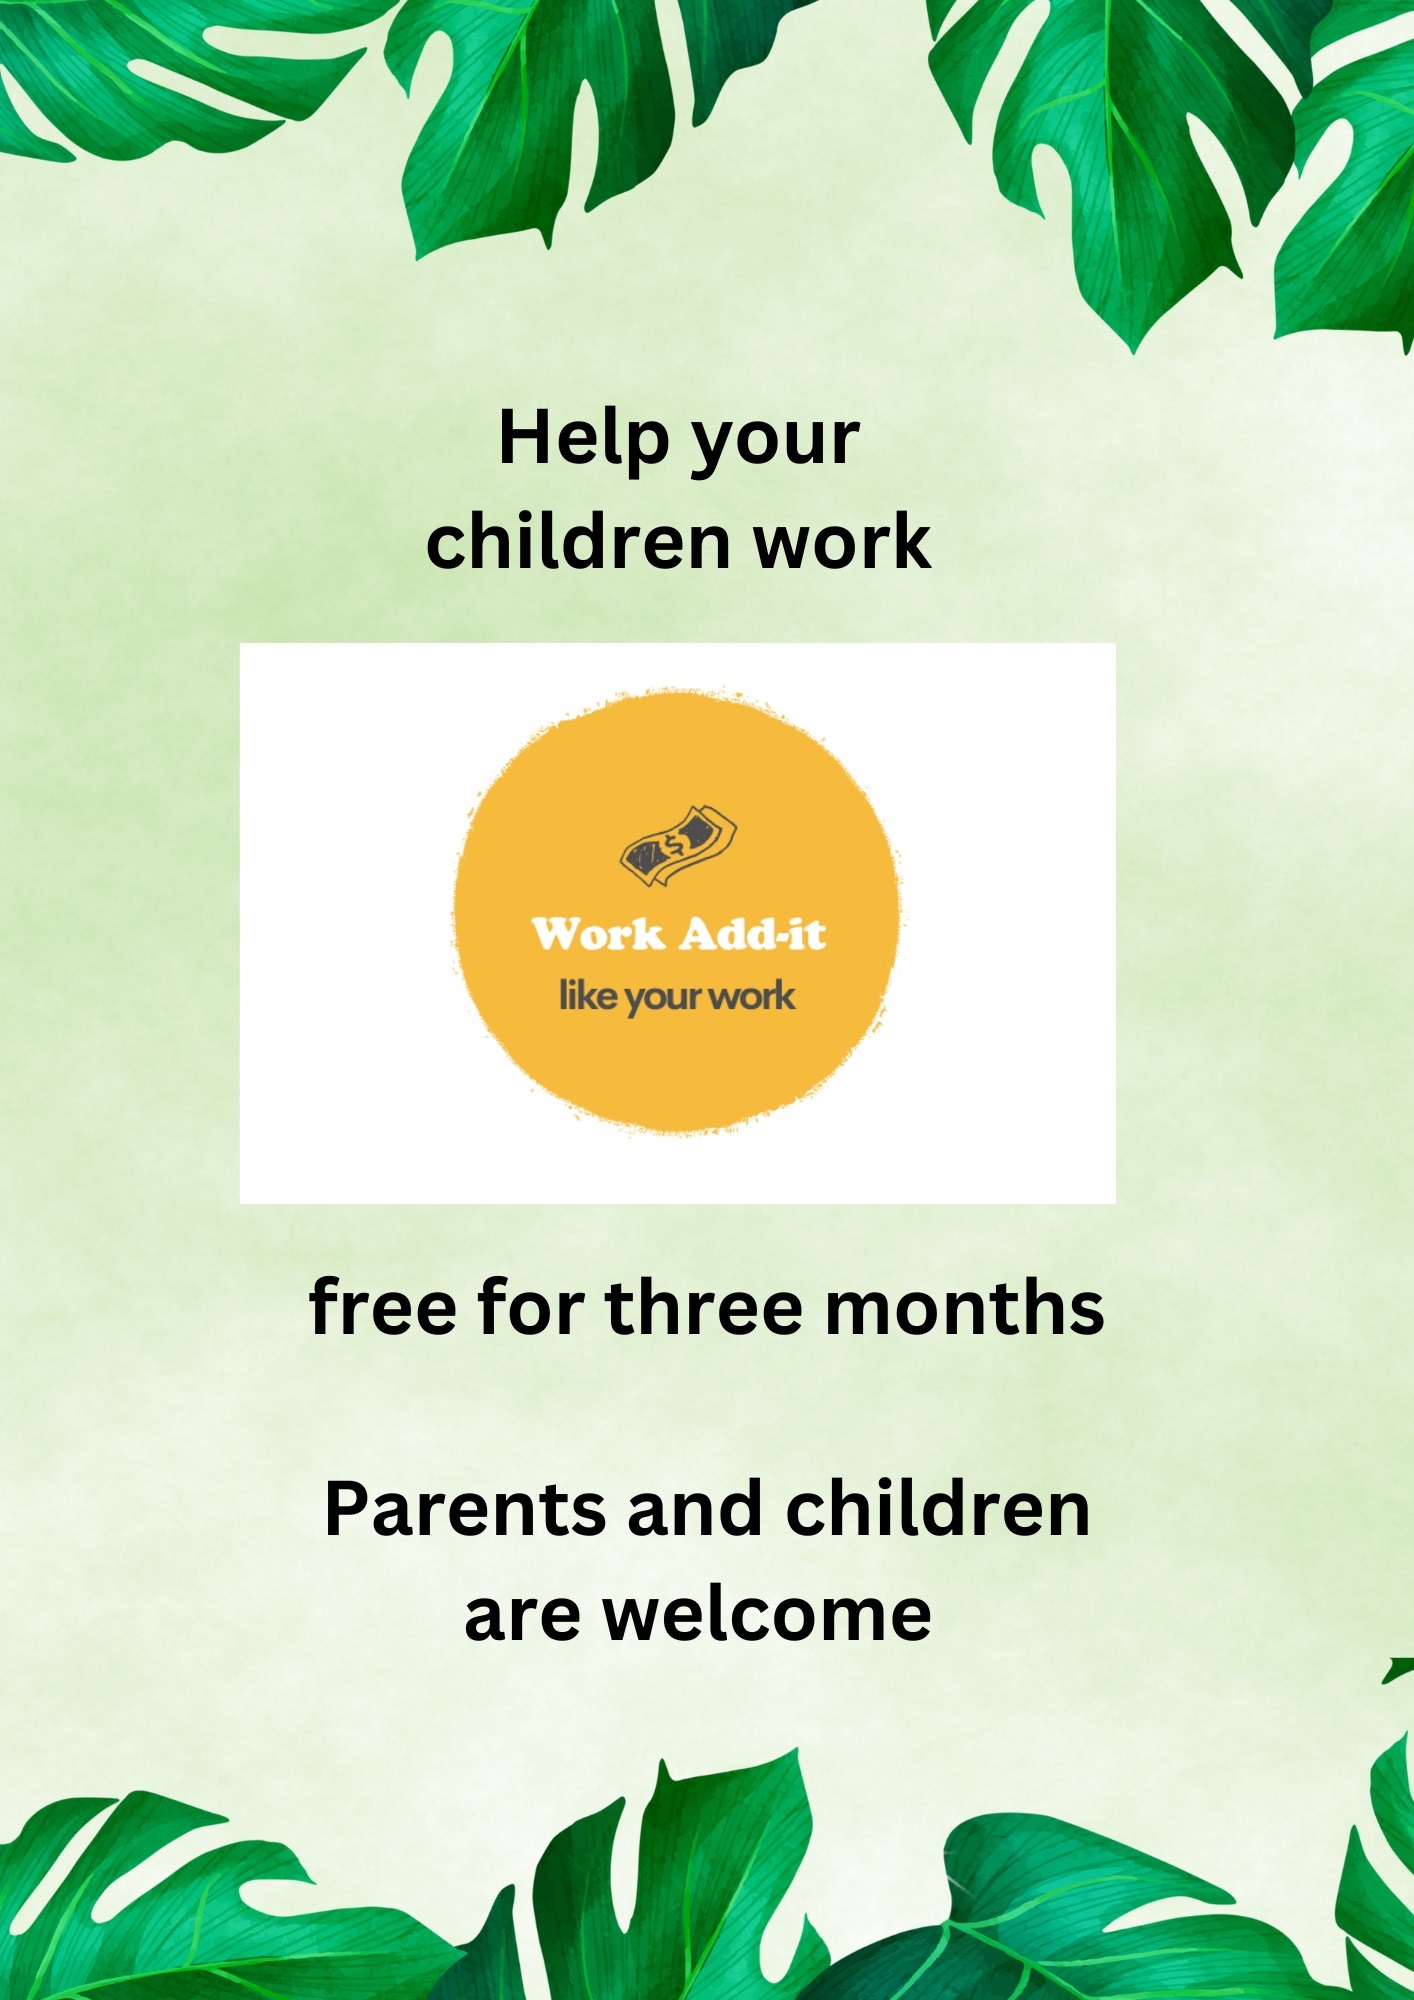 Help your
children work
Work Add-it
like your work
free for three months
Parents and children
are welcome